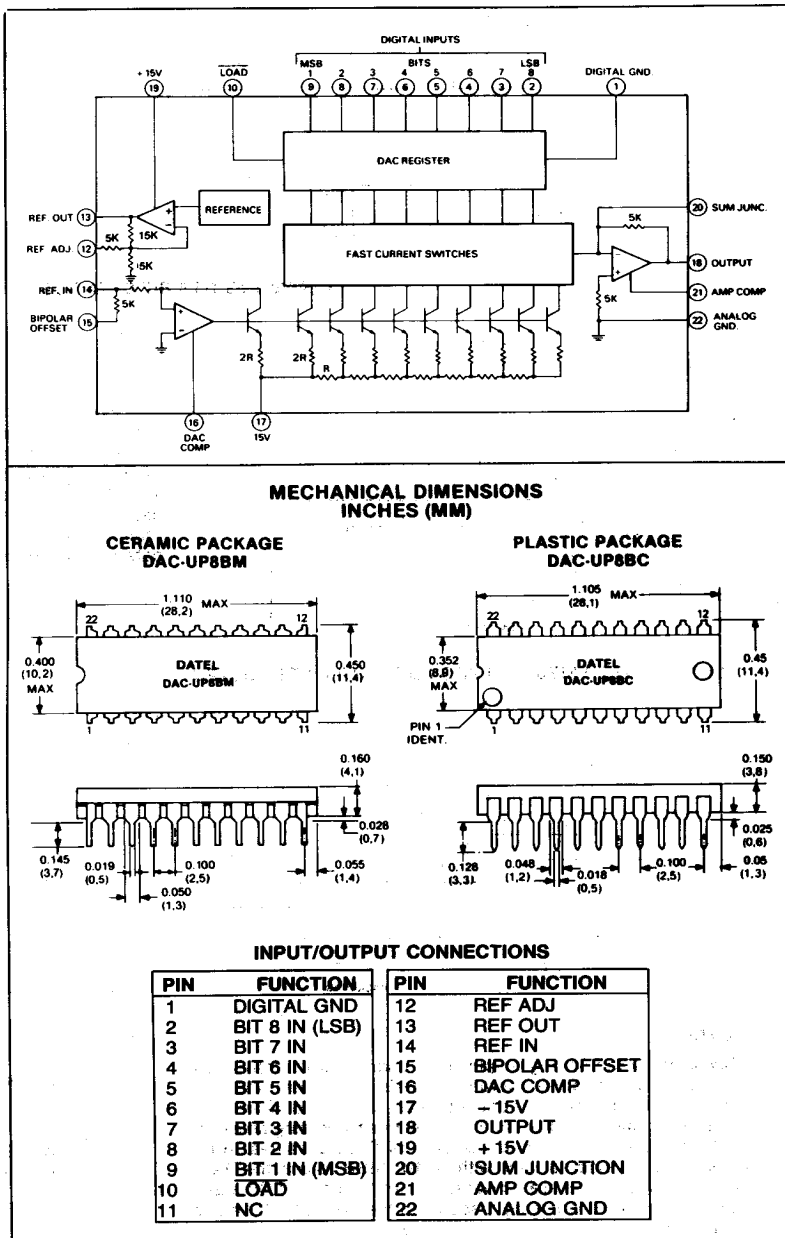 DIGITAL INPUTS
+ 15V
LOAD
MSB
BITS
LSB
DIGITAL GND.
1 2 3 4 5 6 7 8
19
10
9 8 7 6 5 4 3 2
1
DAC REGISTER
REFERENCE
REF. OUT 13
15K
REF ADJ. 12
5K
15K
FAST CURRENT SWITCHES
5K
20 SUM JUNC.
18 OUTPUT
21 AMP COMP
5K
22 ANALOG
GND.
REF. IN 14
5K
BIPOLAR
OFFSET 15
2R
2R
R
16
DAC
COMP
17
15V
MECHANICAL DIMENSIONS
INCHES (MM)
CERAMIC PACKAGE
DAC-UP8BM
1.110
(28,2) MAX
22
12
0.400
(10,2)
MAX
DATEL
DAC-UP8BM
0.450
(11,4)
1
11
0.160
(4,1)
0.028
(0,7)
0.145
(3,7)
0.019
(0,5)
0.100
(2,5)
0.050
(1,3)
0.055
(1,4)
PLASTIC PACKAGE
DAC-UP8BC
1.105
(28,1) MAX
22
12
0.352
(8,9)
MAX
DATEL
DAC-UP8BC
0.45
(11,4)
PIN 1
IDENT.
1
11
0.150
(3,8)
0.025
(0,6)
0.128
(3,3)
0.048
(1,2)
0.018
(0,5)
0.100
(2,5)
0.05
(1,3)
INPUT/OUTPUT CONNECTIONS
PIN FUNCTION PIN FUNCTION
1 DIGITAL GND 12 REF ADJ
2 BIT 8 IN (LSB) 13 REF OUT
3 BIT 7 IN 14 REF IN
4 BIT 6 IN 15 BIPOLAR OFFSET
5 BIT 5 IN 16 DAC COMP
6 BIT 4 IN 17 – 15V
7 BIT 3 IN 18 OUTPUT
8 BIT 2 IN 19 + 15V
9 BIT 1 IN (MSB) 20 SUM JUNCTION
10 LOAD 21 AMP COMP
11 NC 22 ANALOG GND